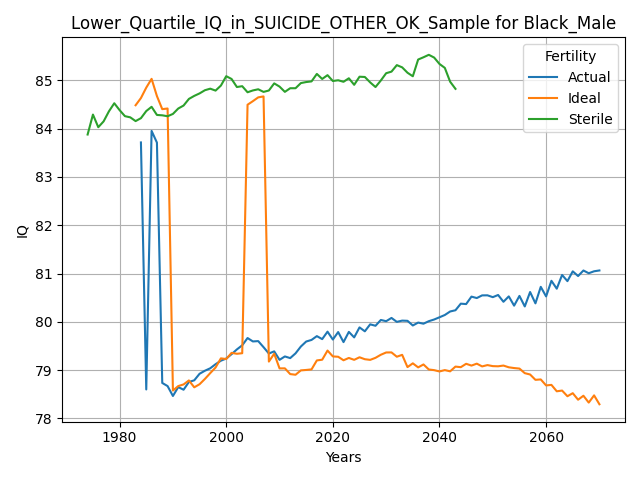 Lower_Quartile_IQ_in_SUICIDE_OTHER_OK_Sample for Black_Male
Fertility
Actual
Ideal
Sterile
85
84
83
82
81
80
79
78
IQ
1980
2000
2020
2040
2060
Years